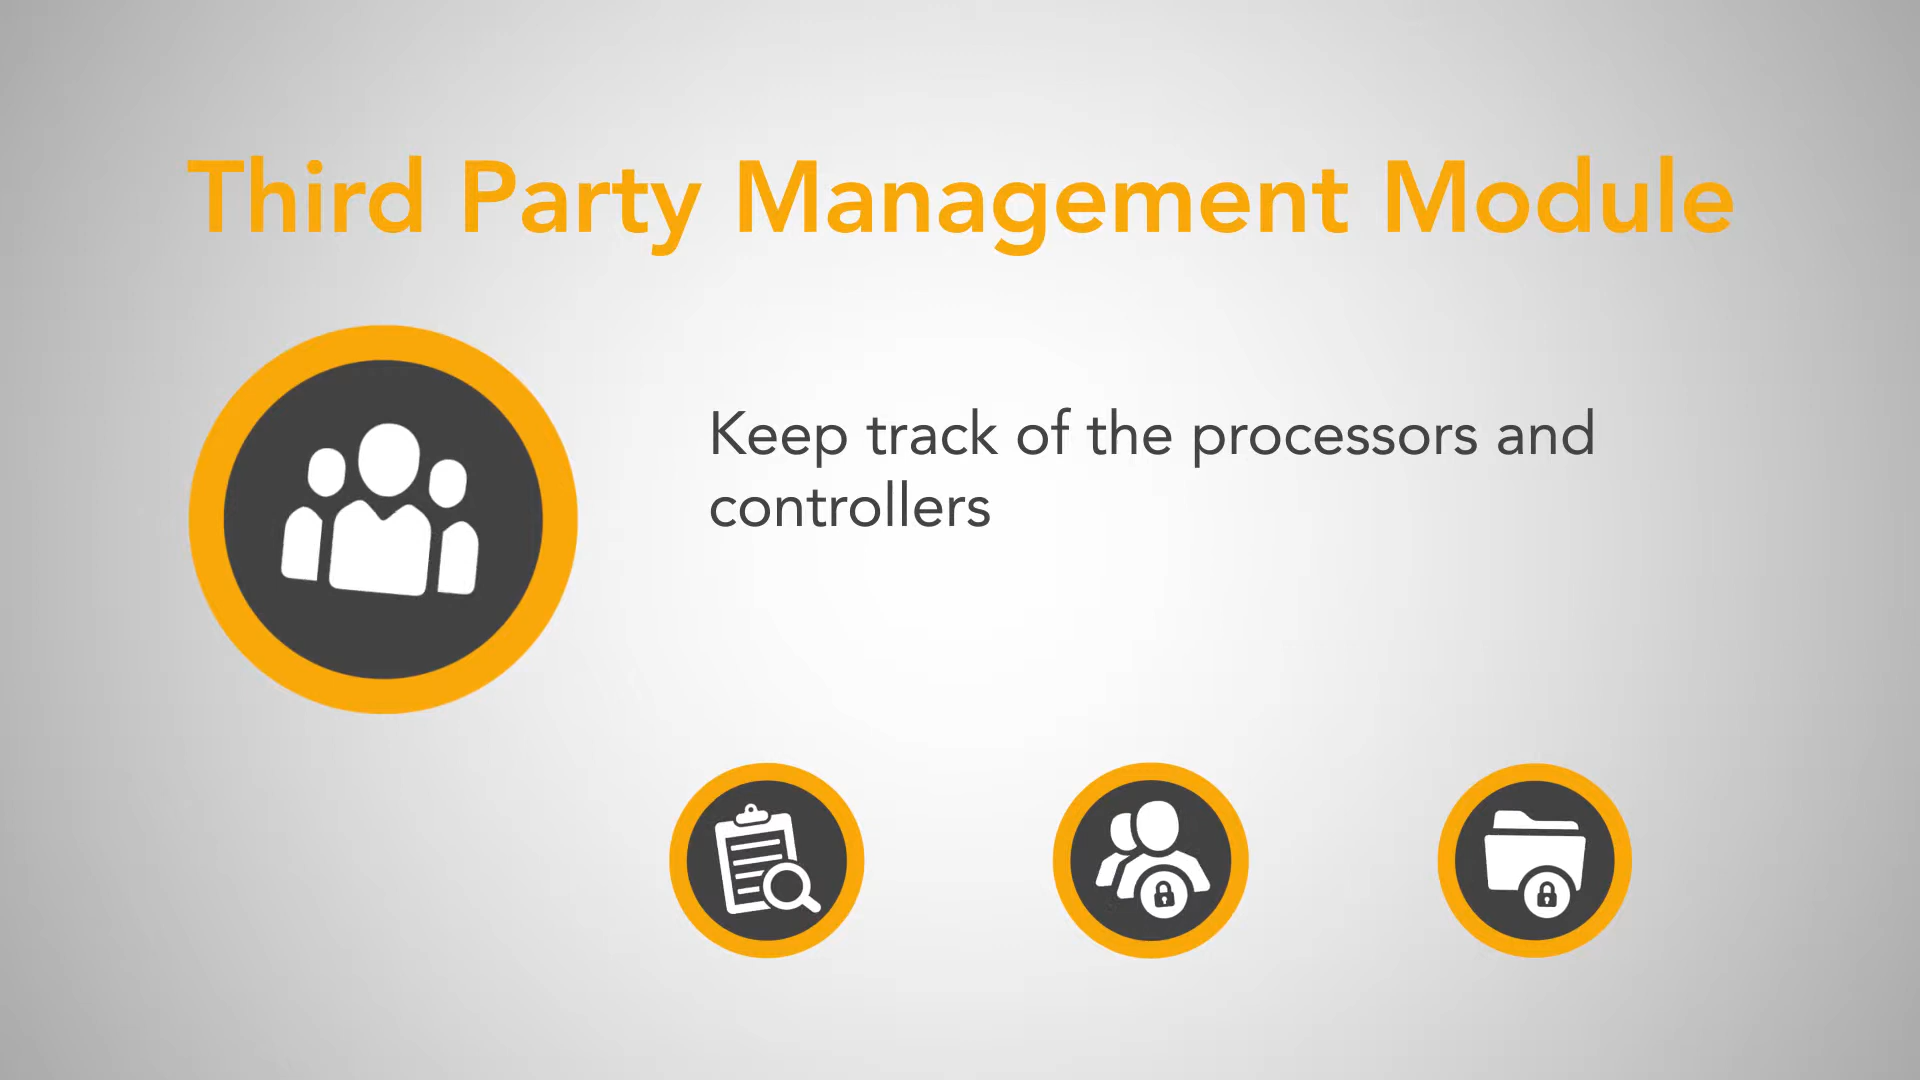 Third Party Management Module
Keep track of the processors and
controllers